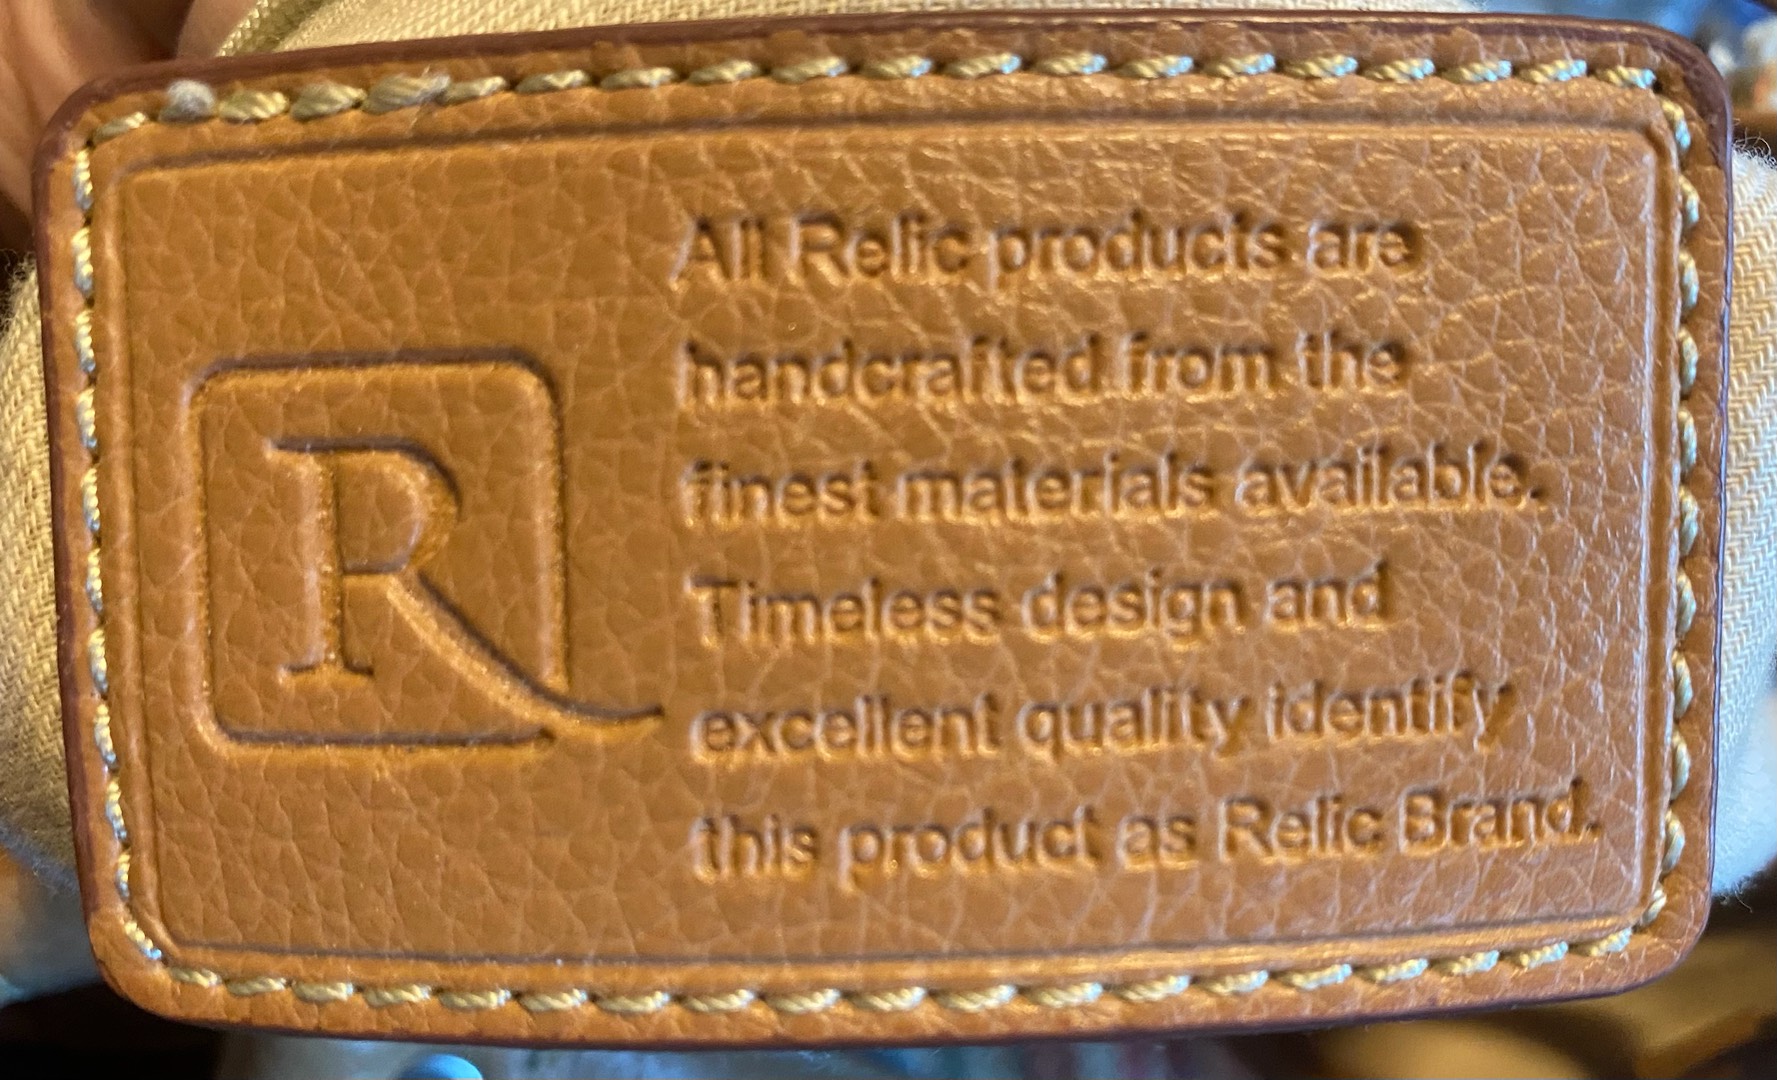 R
All Relic products are
handcrafted from the
finest materials available.
Timeless design and
excellent quality identify
this product as Relic Brand.